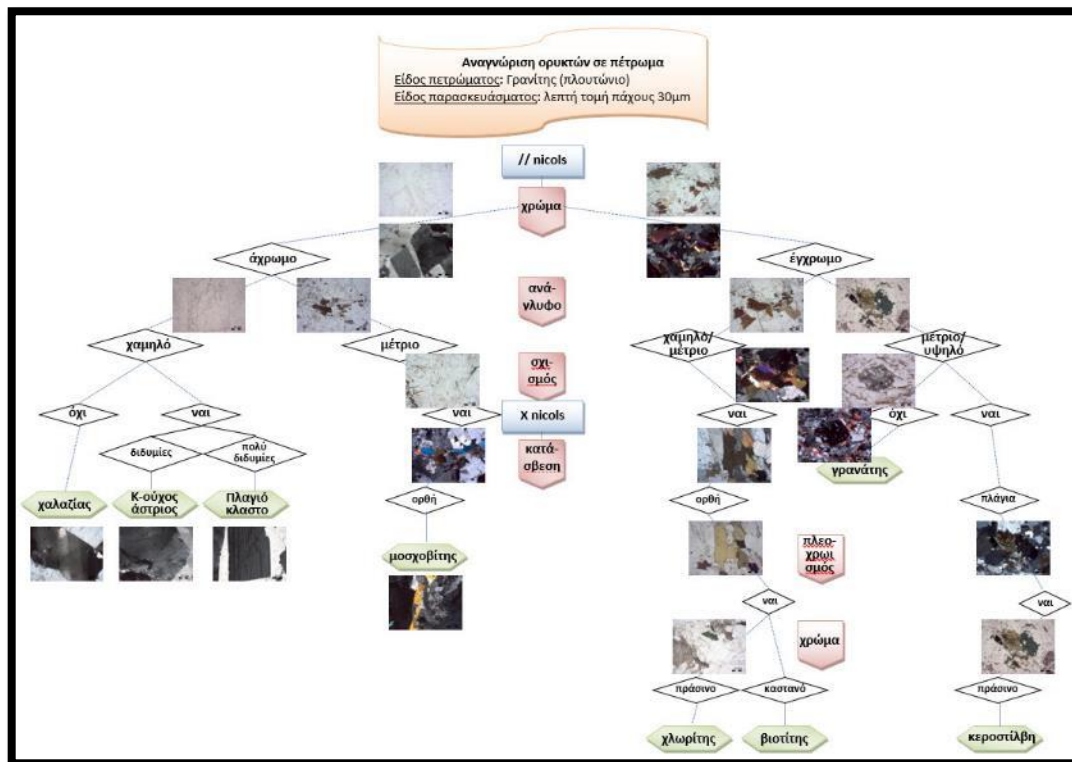 Αναγνώριση ορυκτών σε πέτρωμα
Είδος πετρώματος: Γρανίτης (πλουτώνιο)
Είδος παρασκευάσματος: λεπτή τομή πάχους 30μm
// nicols
χρώμα
άχρωμο
έγχρωμο
ανά-
γλυφο
χαμηλό
μέτριο
χαμηλό/
μέτριο
μέτριο/
υψηλό
σχι-
σμός
όχι
ναι
ναι
ναι
όχι
ναι
X nicols
διδυμίες
πολύ
διδυμίες
κατά-
σβεση
γρανάτης
χαλαζίας
Κ-ούχος
άστριος
Πλαγιό
κλαστο
ορθή
ορθή
πλάγια
μοσχοβίτης
πλεο-
χρωι
σμός
ναι
ναι
χρώμα
πράσινο
καστανό
πράσινο
χλωρίτης
βιοτίτης
κεροστίλβη